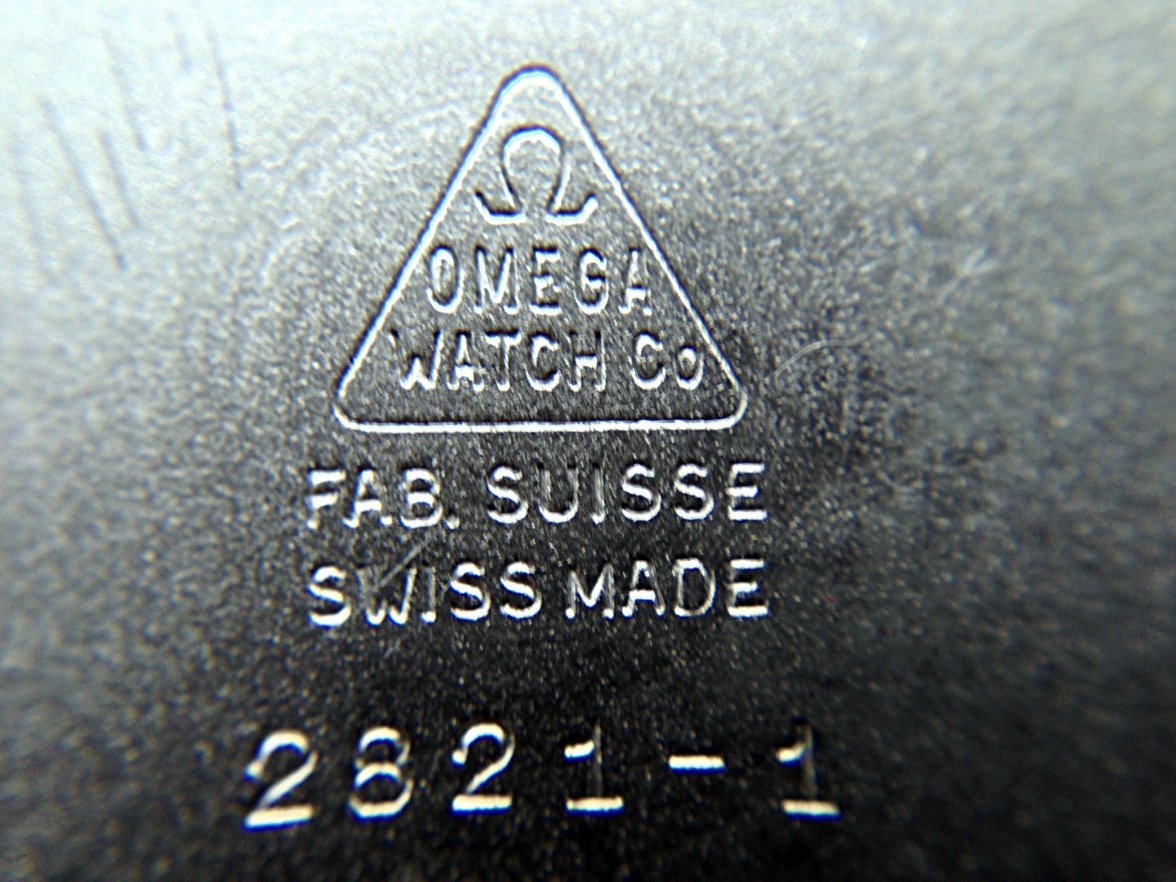 Ω
OMEGA
WATCH Co
FAB. SUISSE
SWISS MADE
2821-1